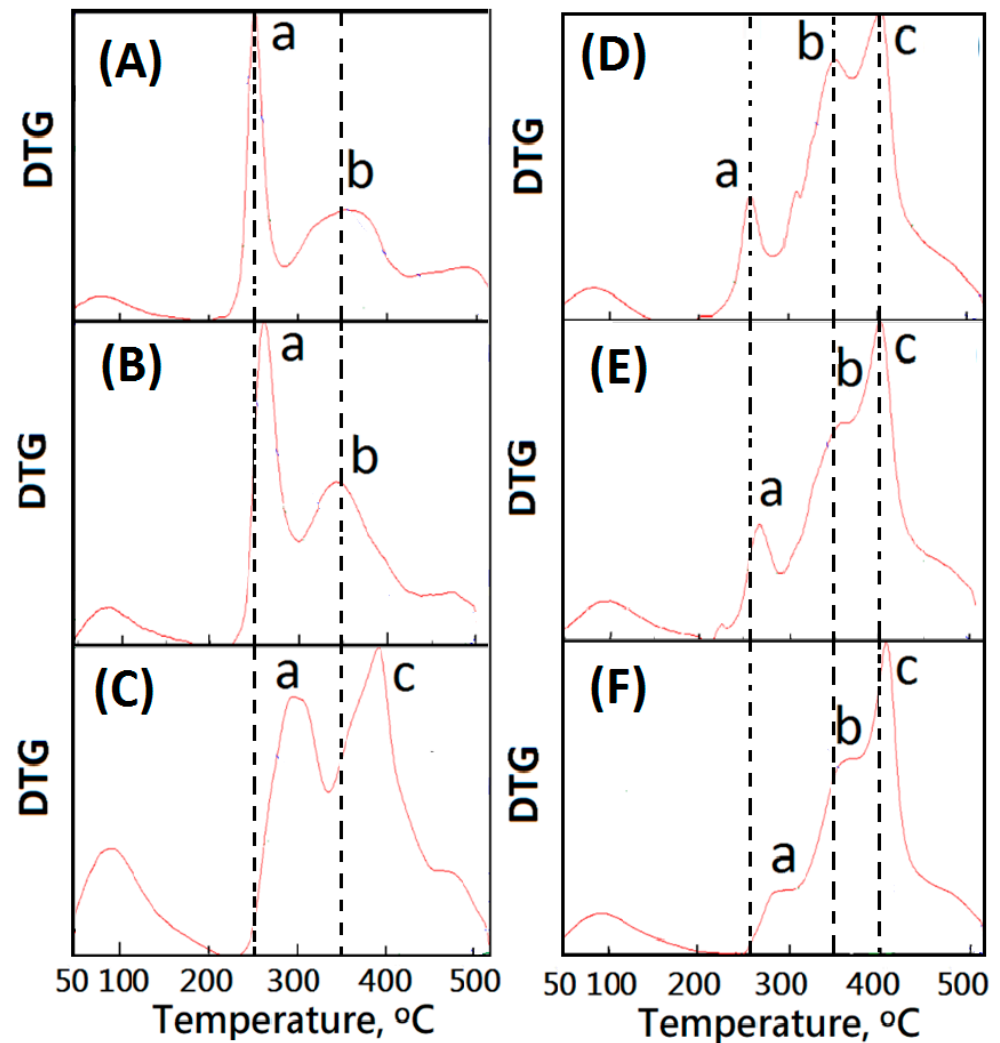 (A)
a
b
DTG
(B)
a
b
DTG
(C)
a
c
DTG
50 100 200 300 400 500
Temperature, ºC
(D)
a
b
c
DTG
(E)
a
b
c
DTG
(F)
a
b
c
DTG
50 100 200 300 400 500
Temperature, ºC